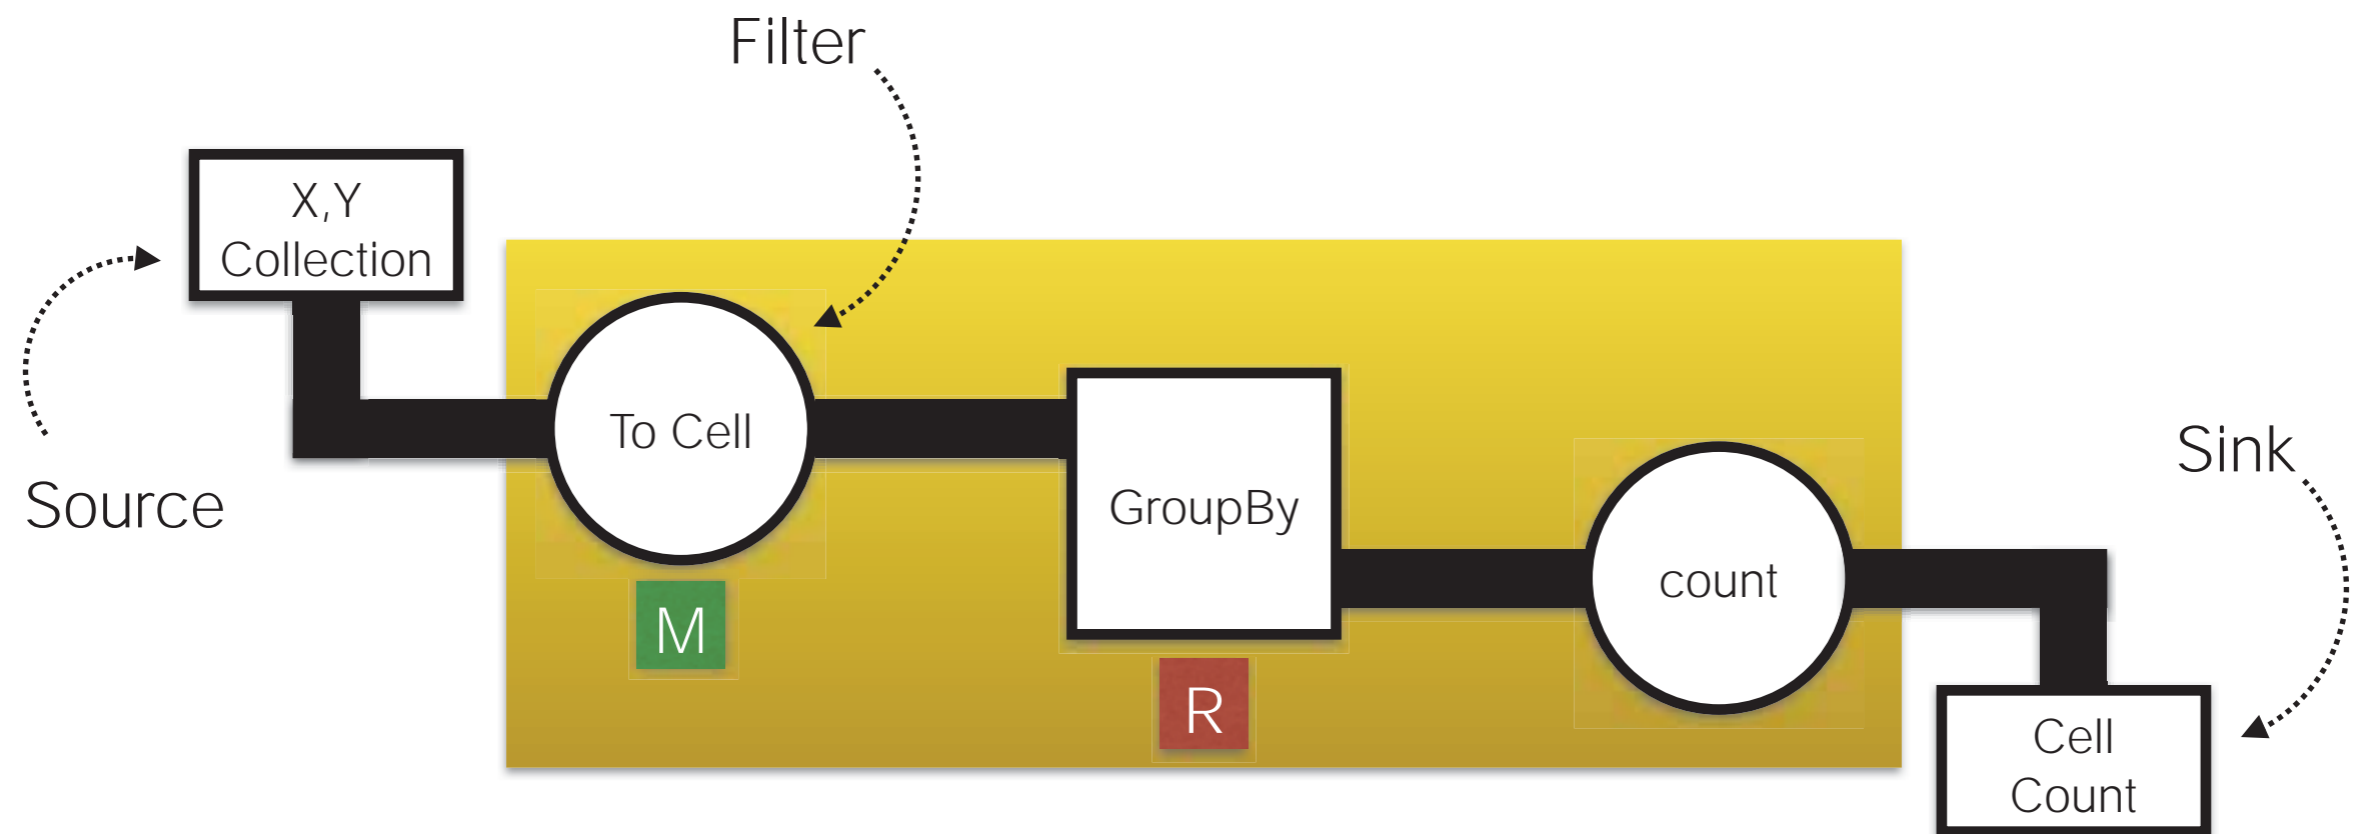 Filter
X,Y
Collection
Source
To Cell
M
GroupBy
R
count
Sink
Cell
Count